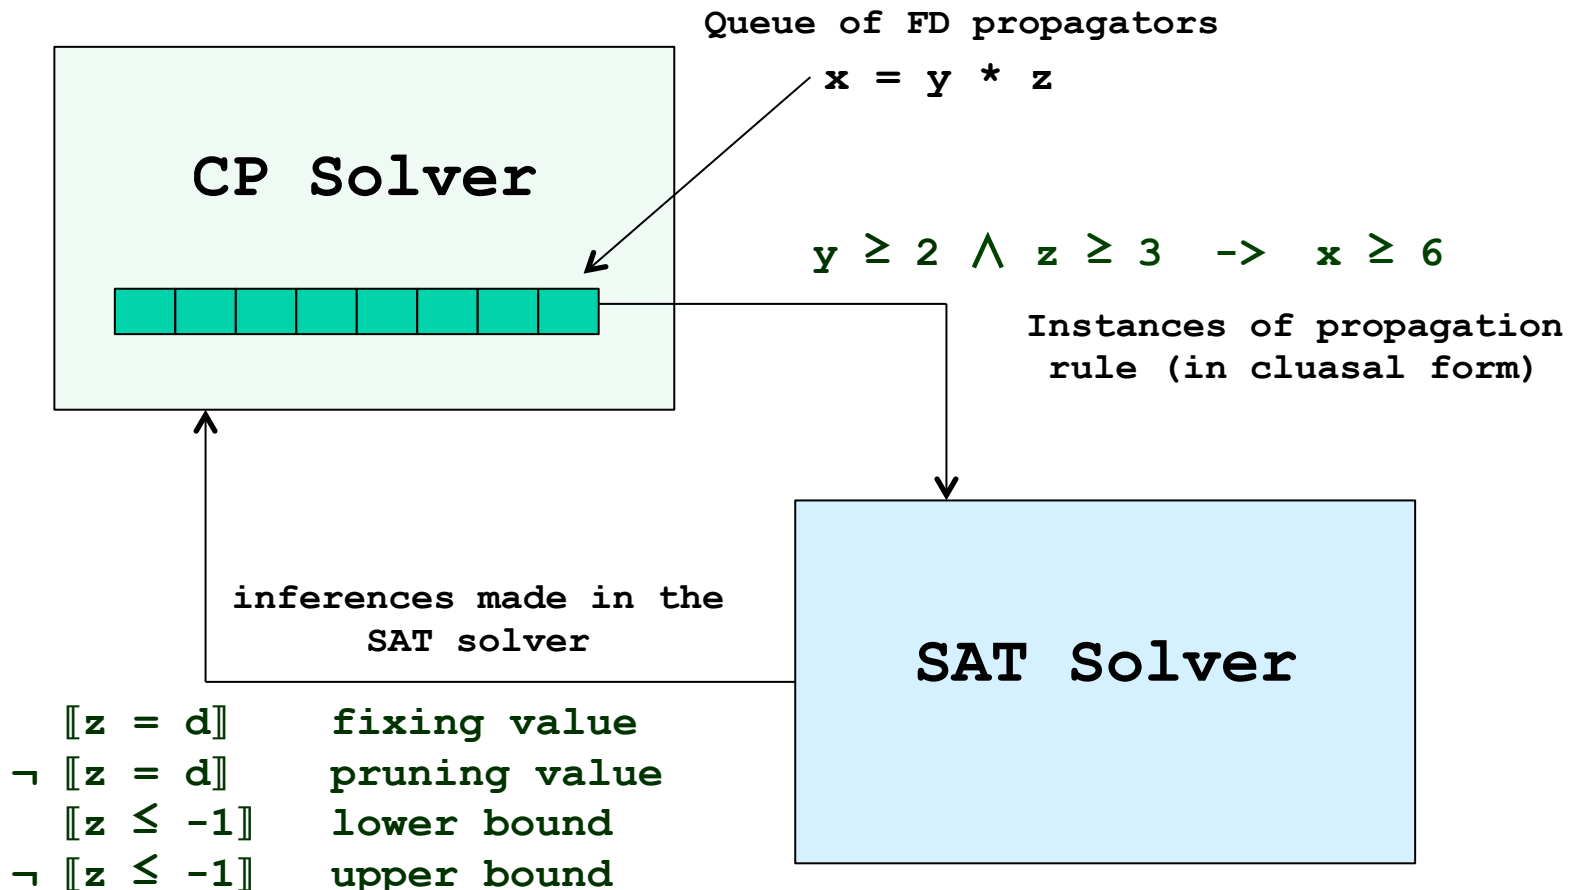 Queue of FD propagators
x = y * z
CP Solver
y ≥ 2 ⋀ z ≥ 3 -> x ≥ 6
Instances of propagation
rule (in cluasal form)
inferences made in the
SAT solver
SAT Solver
⟦z = d⟧ fixing value
¬ ⟦z = d⟧ pruning value
⟦z ≤ -1⟧ lower bound
¬ ⟦z ≤ -1⟧ upper bound